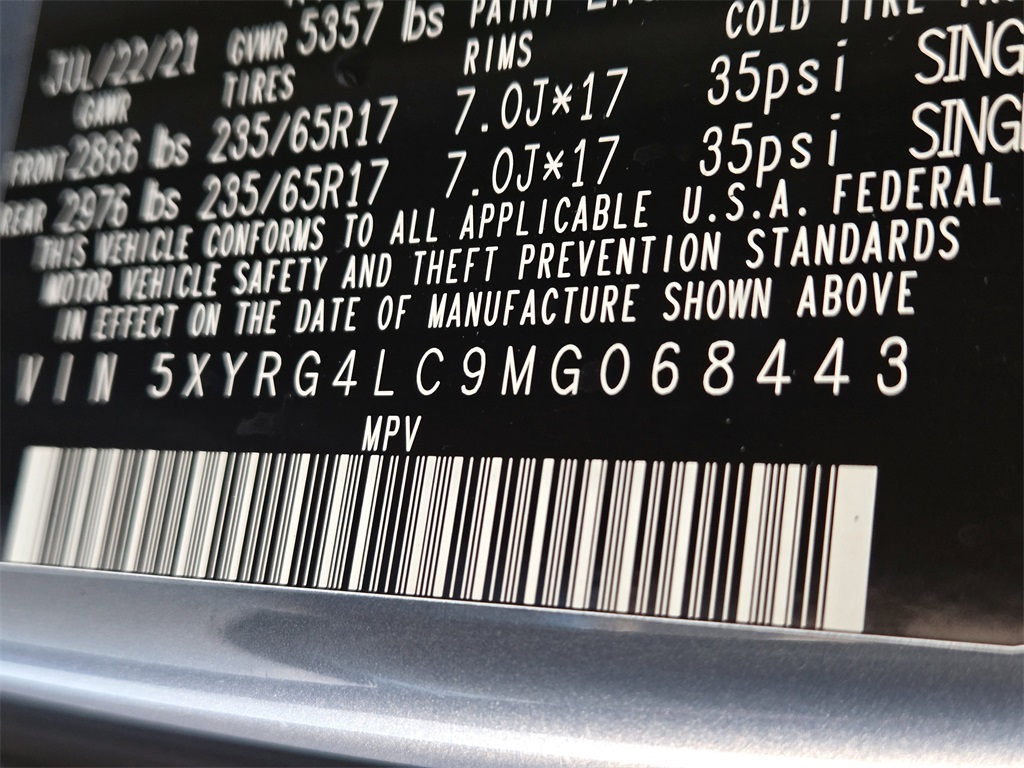 JUL/22/21 GVWR 5357 lbs PAINT
GAWR TIRES RIMS COLD TIRE
FRONT 2866 lbs 235/65R17 7.0J*17 35psi SING
REAR 2976 lbs 235/65R17 7.0J*17 35psi SING
THIS VEHICLE CONFORMS TO ALL APPLICABLE U.S.A. FEDERAL
MOTOR VEHICLE SAFETY AND THEFT PREVENTION STANDARDS
IN EFFECT ON THE DATE OF MANUFACTURE SHOWN ABOVE
VIN 5XYRG4LC9MG068443
MPV